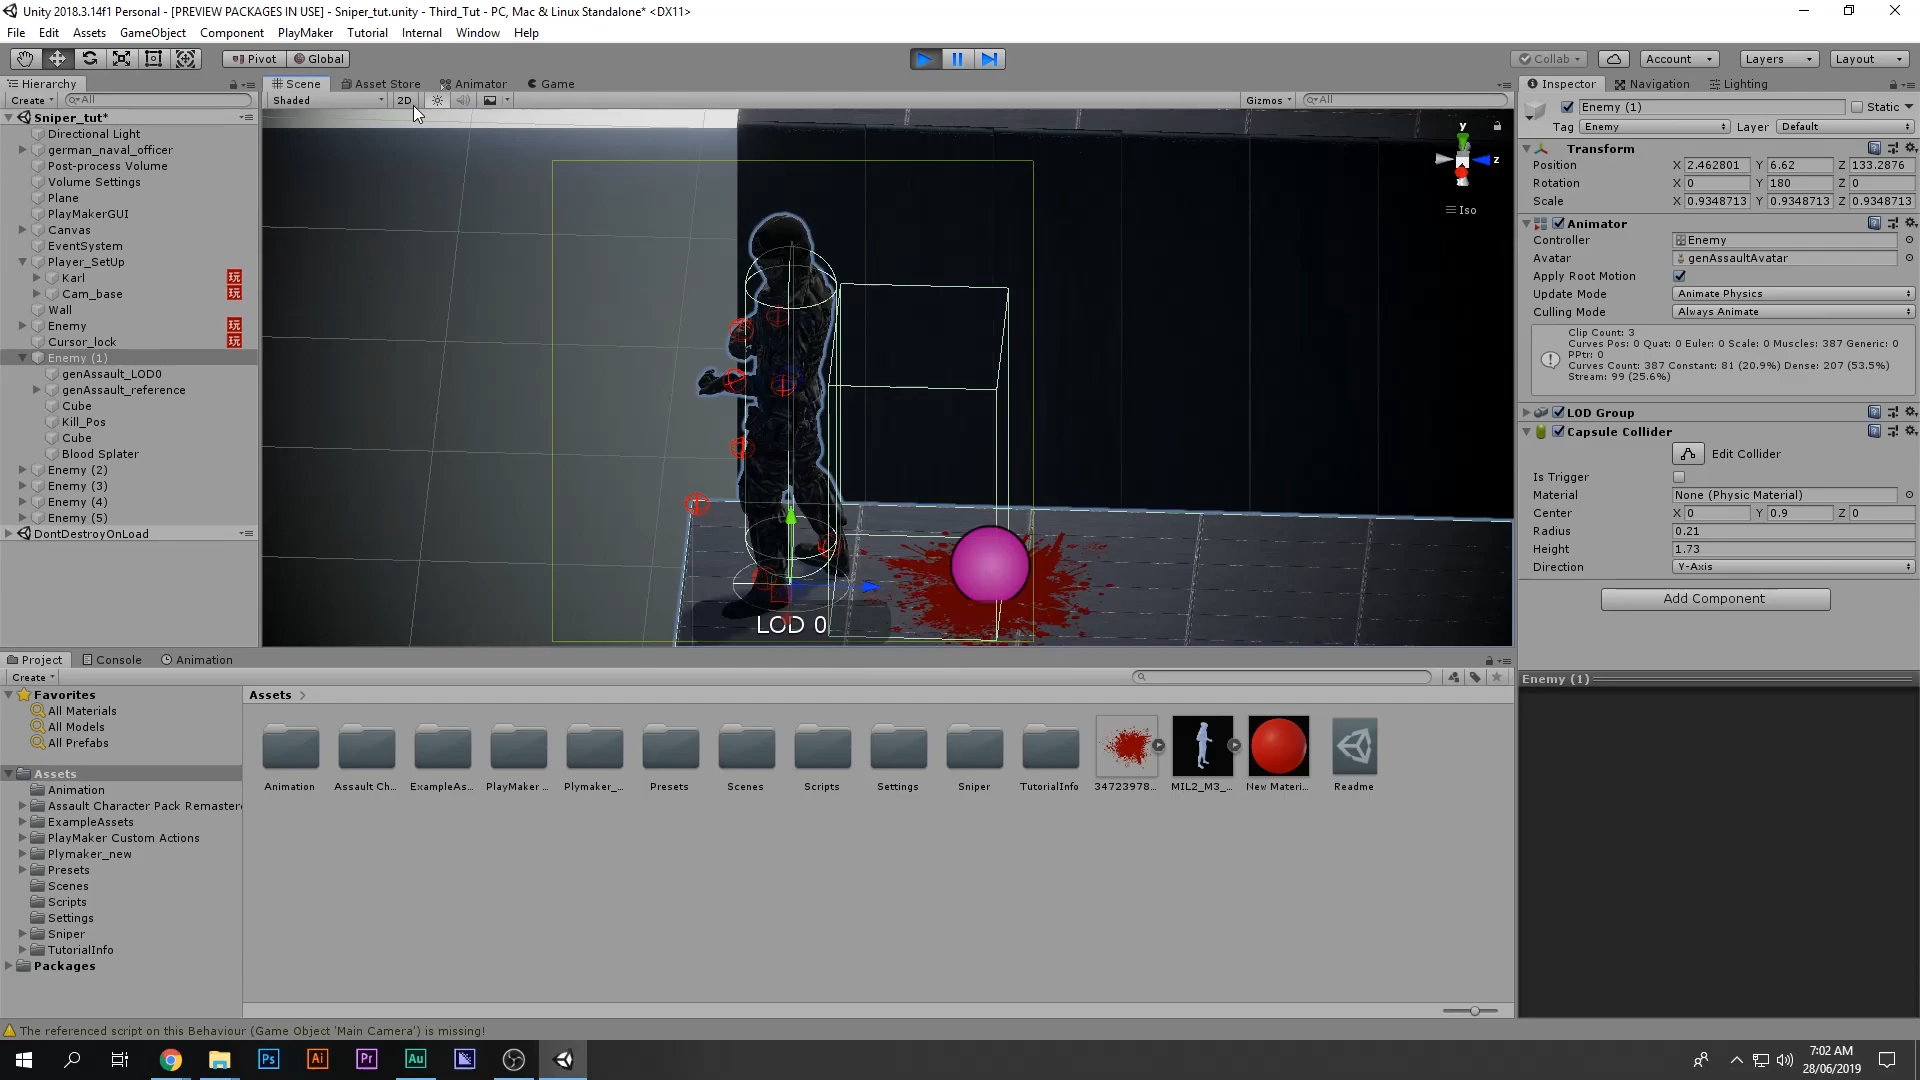 Unity 2018.3.14f1 Personal - [PREVIEW PACKAGES IN USE] - Sniper_tut.unity - Third_Tut - PC, Mac & Linux Standalone* <DX11>
File Edit Assets GameObject Component PlayMaker Tutorial Internal Window Help
Pivot Global Collab Account Layers Layout
Hierarchy Scene Asset Store Animator Game Inspector Navigation Lighting
Create All Shaded 2D Gizmos All
Sniper_tut*
Directional Light
german_naval_officer
Post-process Volume
Volume Settings
Plane
PlayMakerGUI
Canvas
EventSystem
Player_SetUp
Karl 玩
Cam_base 玩
Wall
Enemy 玩
Cursor_lock 玩
Enemy (1)
genAssault_LOD0
genAssault_reference
Cube
Kill_Pos
Cube
Blood Splater
Enemy (2)
Enemy (3)
Enemy (4)
Enemy (5)
DontDestroyOnLoad
y
z
Iso
LOD 0
Enemy (1) Static
Tag Enemy Layer Default
Transform
Position X 2.462801 Y 6.62 Z 133.2876
Rotation X 0 Y 180 Z 0
Scale X 0.9348713 Y 0.9348713 Z 0.9348713
Animator
Controller Enemy
Avatar genAssaultAvatar
Apply Root Motion
Update Mode Animate Physics
Culling Mode Always Animate
Clip Count: 3
Curves Pos: 0 Quat: 0 Euler: 0 Scale: 0 Muscles: 387 Generic: 0
PPtr: 0
Curves Count: 387 Constant: 81 (20.9%) Dense: 207 (53.5%)
Stream: 99 (25.6%)
LOD Group
Capsule Collider
Edit Collider
Is Trigger
Material None (Physic Material)
Center X 0 Y 0.9 Z 0
Radius 0.21
Height 1.73
Direction Y-Axis
Add Component
Enemy (1)
Project Console Animation
Create
Favorites
All Materials
All Models
All Prefabs
Assets
Animation
Assault Character Pack Remastere
ExampleAssets
PlayMaker Custom Actions
Plymaker_new
Presets
Scenes
Scripts
Settings
Sniper
TutorialInfo
Packages
Assets
Animation Assault Ch... ExampleAs... PlayMaker ... Plymaker_... Presets Scenes Scripts Settings Sniper TutorialInfo 34723978... MIL2_M3_... New Materi... Readme
The referenced script on this Behaviour (Game Object 'Main Camera') is missing!
Ps Ai Pr Au
7:02 AM
28/06/2019